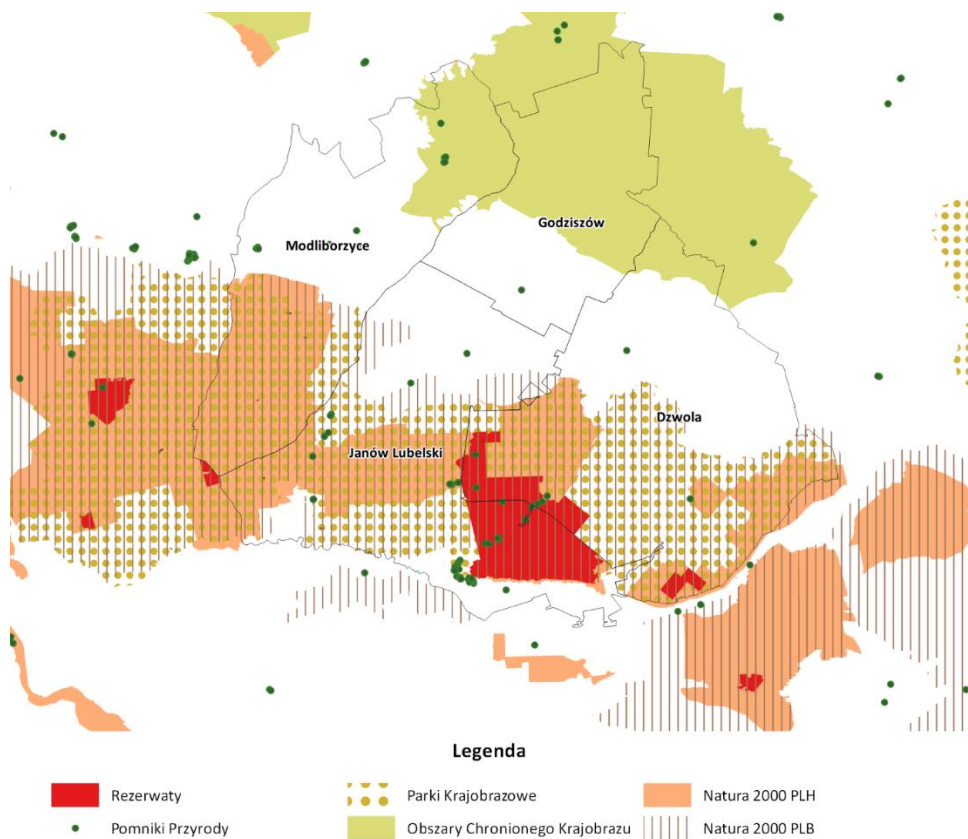 Godziszów
Modliborzyce
Dzwola
Janów Lubelski
Legenda
Rezerwaty
Parki Krajobrazowe
Natura 2000 PLH
Pomniki Przyrody
Obszary Chronionego Krajobrazu
Natura 2000 PLB